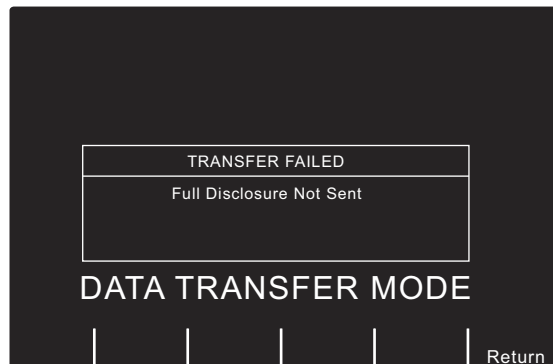 TRANSFER FAILED
Full Disclosure Not Sent
DATA TRANSFER MODE
Return